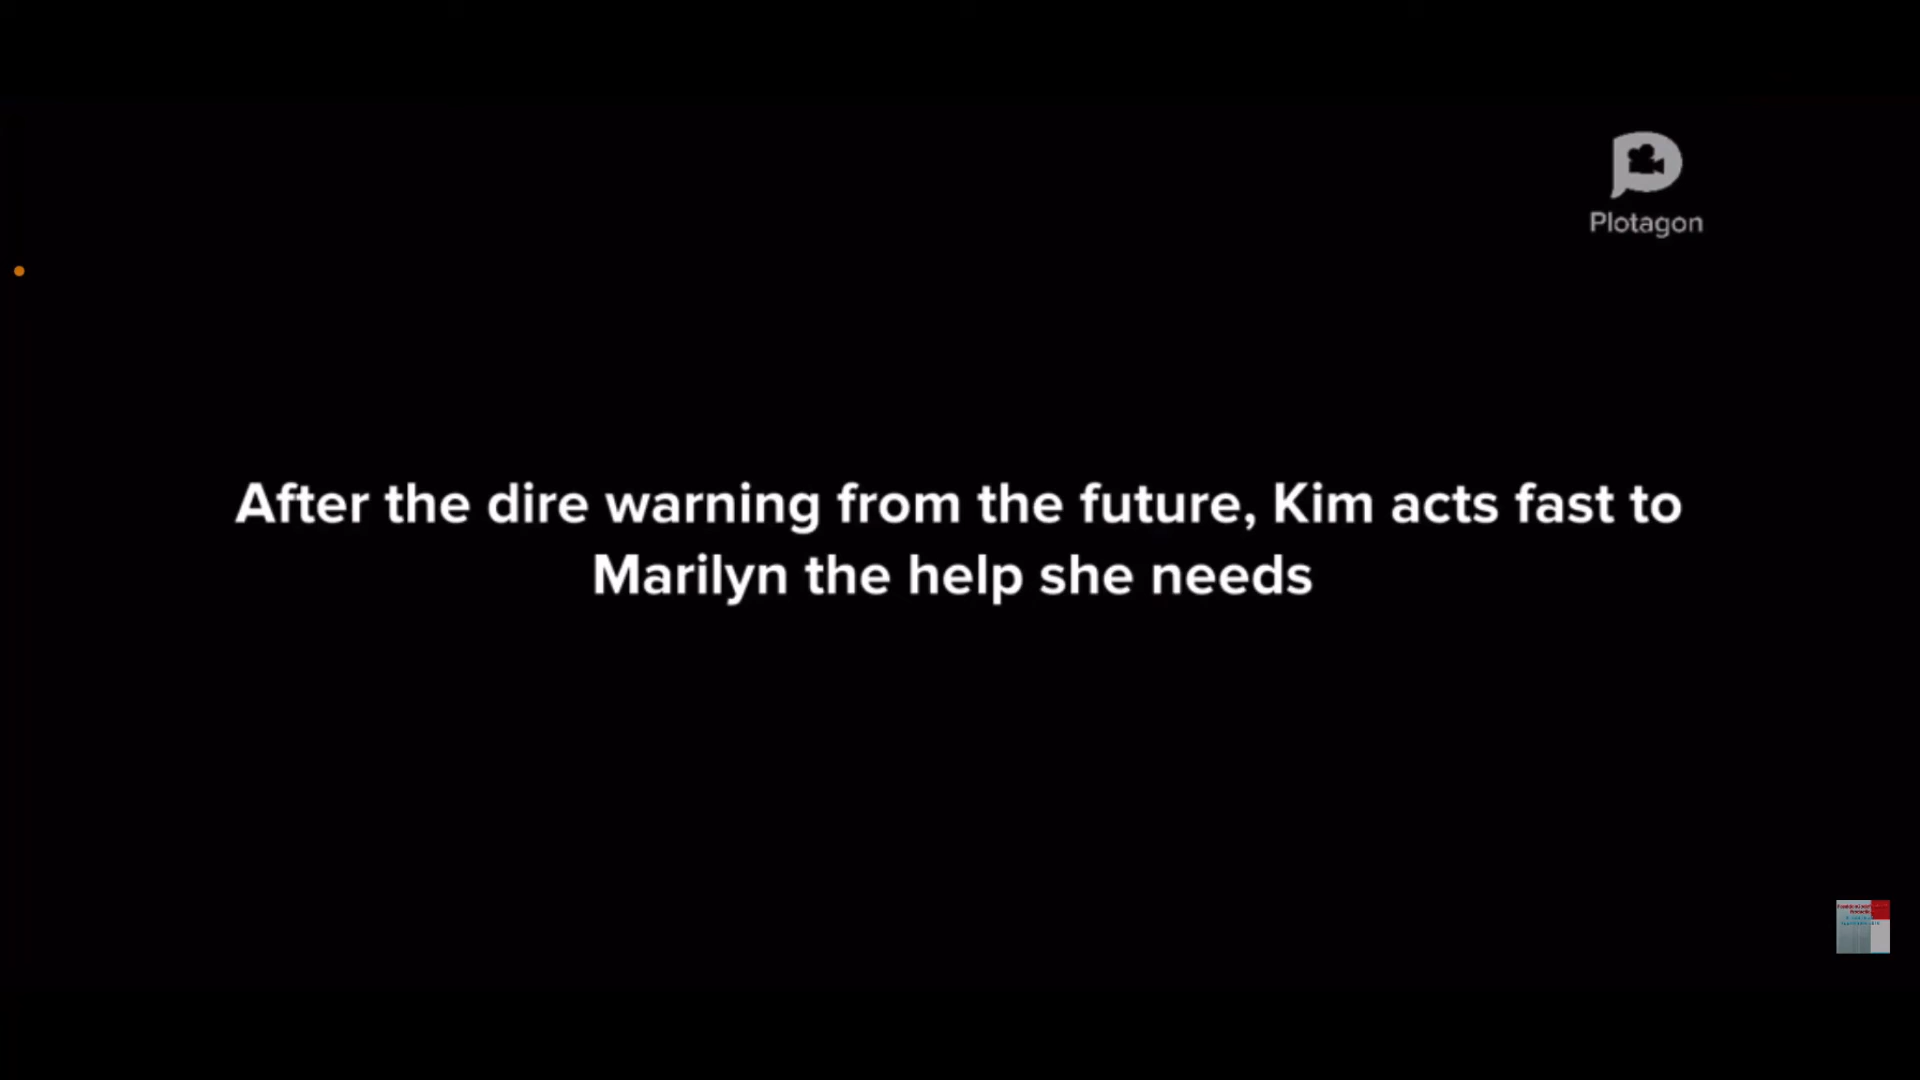 Plotagon
After the dire warning from the future, Kim acts fast to
Marilyn the help she needs